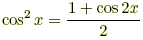 cos² x = (1 + cos 2x) / 2